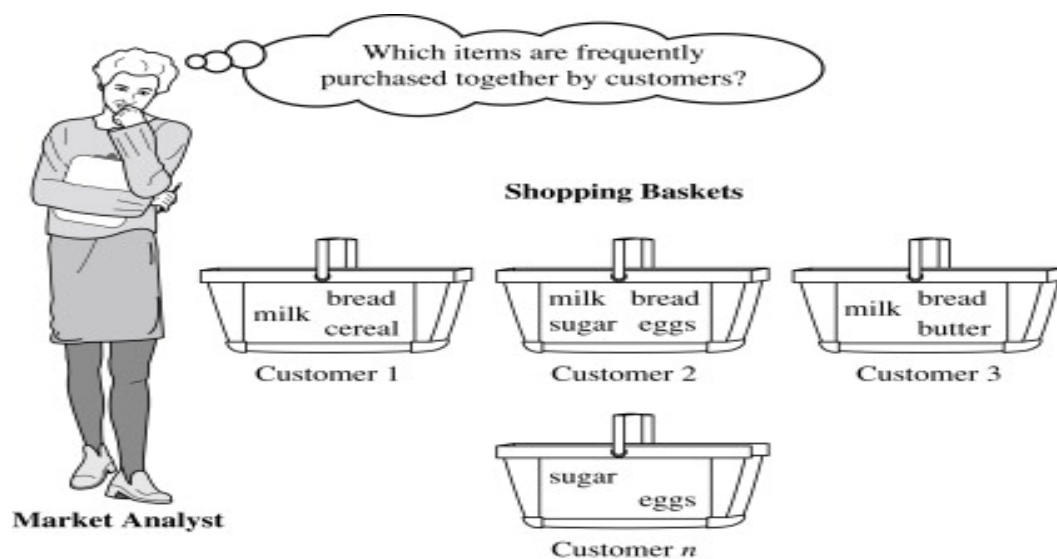 Which items are frequently
purchased together by customers?
Shopping Baskets
milk bread
cereal
Customer 1
milk bread
sugar eggs
Customer 2
milk bread
butter
Customer 3
sugar
eggs
Customer n
Market Analyst